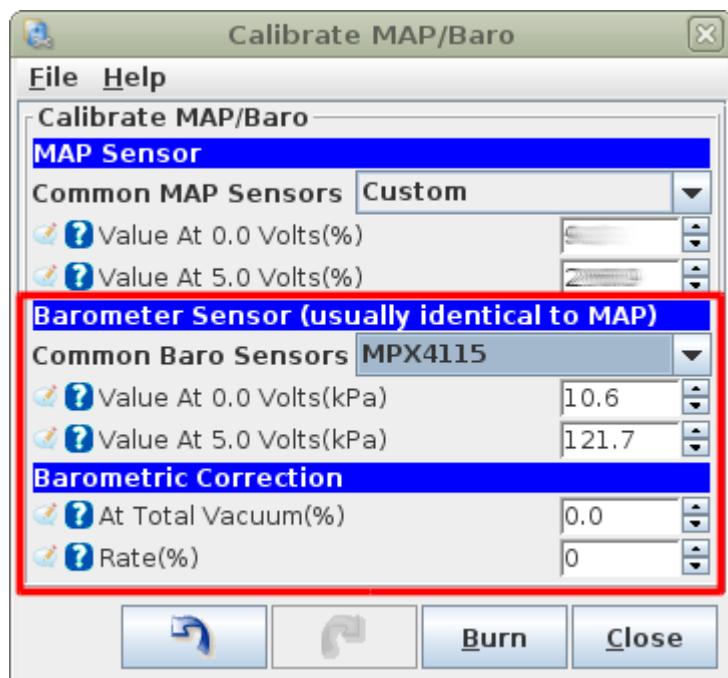 Calibrate MAP/Baro
File Help
Calibrate MAP/Baro
MAP Sensor
Common MAP Sensors Custom
Value At 0.0 Volts(%)
Value At 5.0 Volts(%)
Barometer Sensor (usually identical to MAP)
Common Baro Sensors MPX4115
Value At 0.0 Volts(kPa) 10.6
Value At 5.0 Volts(kPa) 121.7
Barometric Correction
At Total Vacuum(%) 0.0
Rate(%) 0
Burn Close